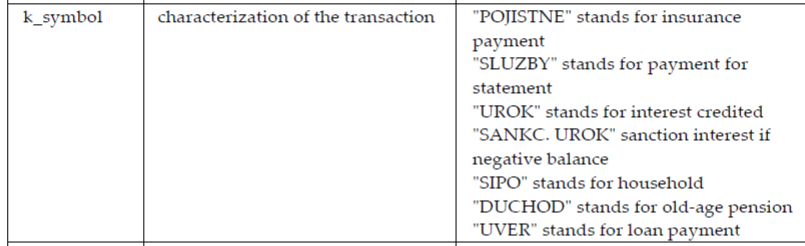 k_symbol characterization of the transaction "POJISTNE" stands for insurance
payment
"SLUZBY" stands for payment for
statement
"UROK" stands for interest credited
"SANKC. UROK" sanction interest if
negative balance
"SIPO" stands for household
"DUCHOD" stands for old-age pension
"UVER" stands for loan payment